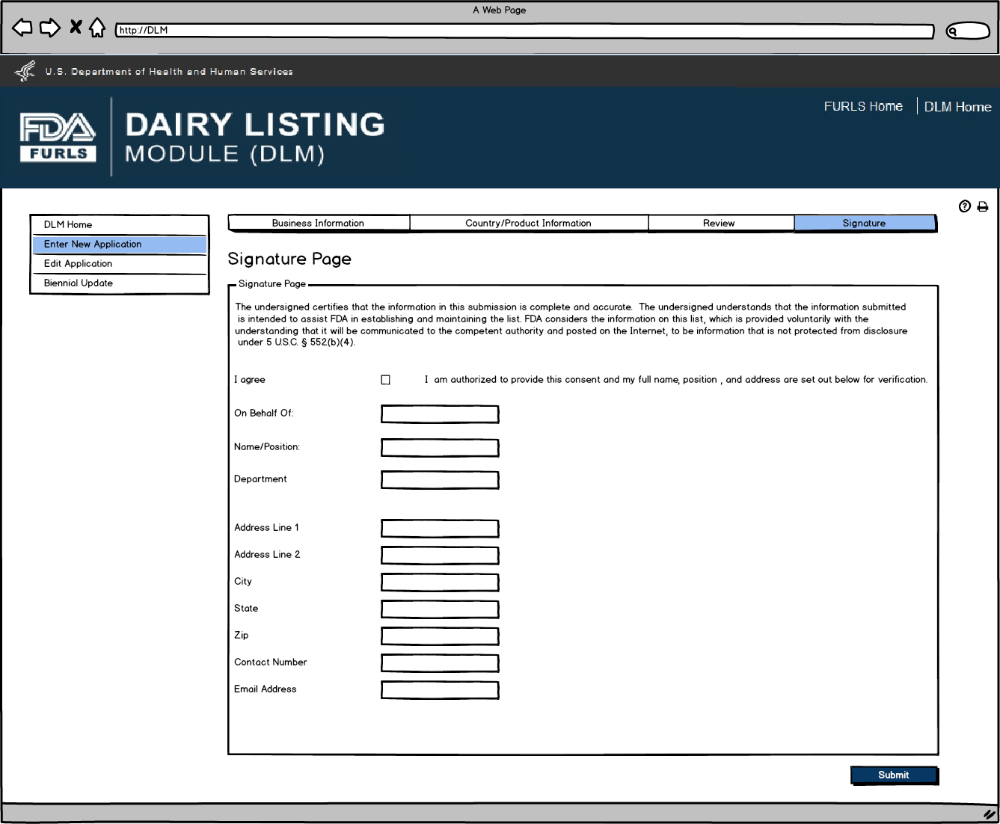 A Web Page
http://DLM
U.S. Department of Health and Human Services
FURLS Home
DLM Home
FDA
FURLS
DAIRY LISTING
MODULE (DLM)
DLM Home
Enter New Application
Edit Application
Biennial Update
Business Information
Country/Product Information
Review
Signature
Signature Page
Signature Page
The undersigned certifies that the information in this submission is complete and accurate. The undersigned understands that the information submitted
is intended to assist FDA in establishing and maintaining the list. FDA considers the information on this list, which is provided voluntarily with the
understanding that it will be communicated to the competent authority and posted on the Internet, to be information that is not protected from disclosure
under 5 U.S.C. § 552(b)(4).
I agree
I am authorized to provide this consent and my full name, position , and address are set out below for verification.
On Behalf Of:
Name/Position:
Department
Address Line 1
Address Line 2
City
State
Zip
Contact Number
Email Address
Submit